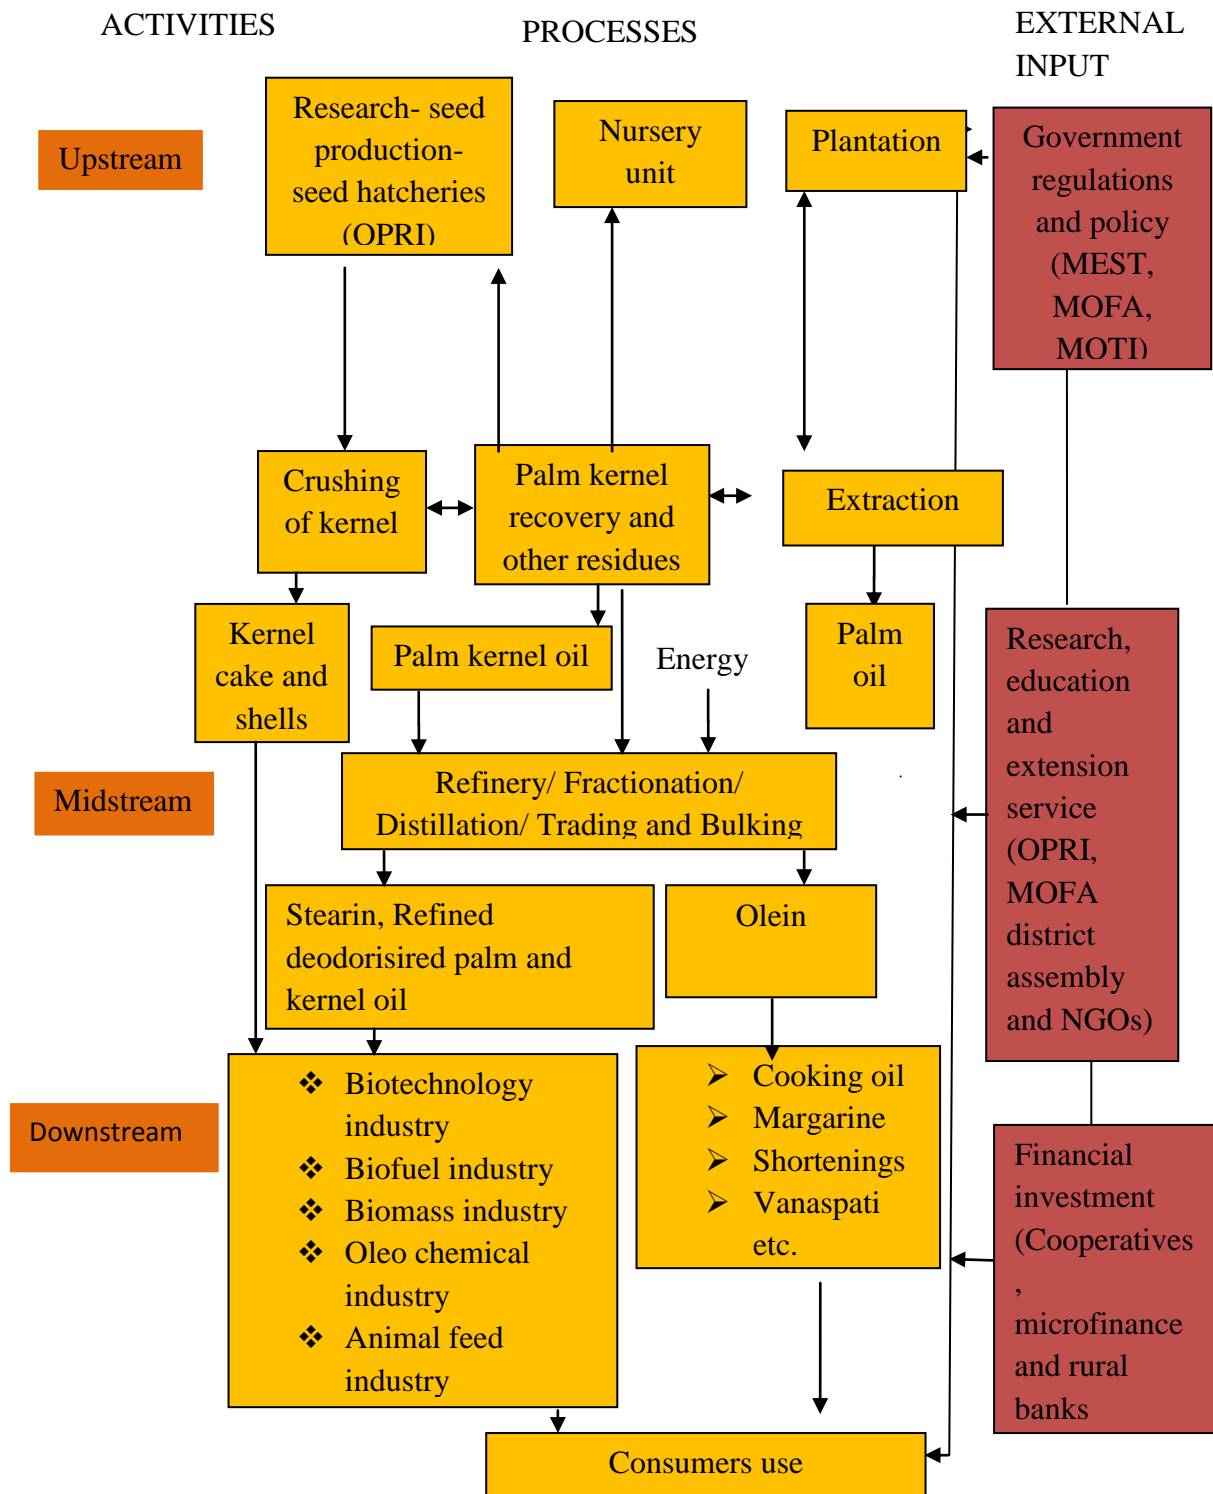 ACTIVITIES
PROCESSES
EXTERNAL
INPUT
Upstream
Research- seed
production-
seed hatcheries
(OPRI)
Nursery
unit
Plantation
Government
regulations
and policy
(MEST,
MOFA,
MOTI)
Crushing
of kernel
Palm kernel
recovery and
other residues
Extraction
Kernel
cake and
shells
Palm kernel oil
Energy
Palm
oil
Research,
education
and
extension
service
(OPRI,
MOFA
district
assembly
and NGOs)
Midstream
Refinery/ Fractionation/
Distillation/ Trading and Bulking
Stearin, Refined
deodorisired palm and
kernel oil
Olein
Downstream
❖ Biotechnology
industry
❖ Biofuel industry
❖ Biomass industry
❖ Oleo chemical
industry
❖ Animal feed
industry
➢ Cooking oil
➢ Margarine
➢ Shortenings
➢ Vanaspati
etc.
Financial
investment
(Cooperatives
,
microfinance
and rural
banks
Consumers use